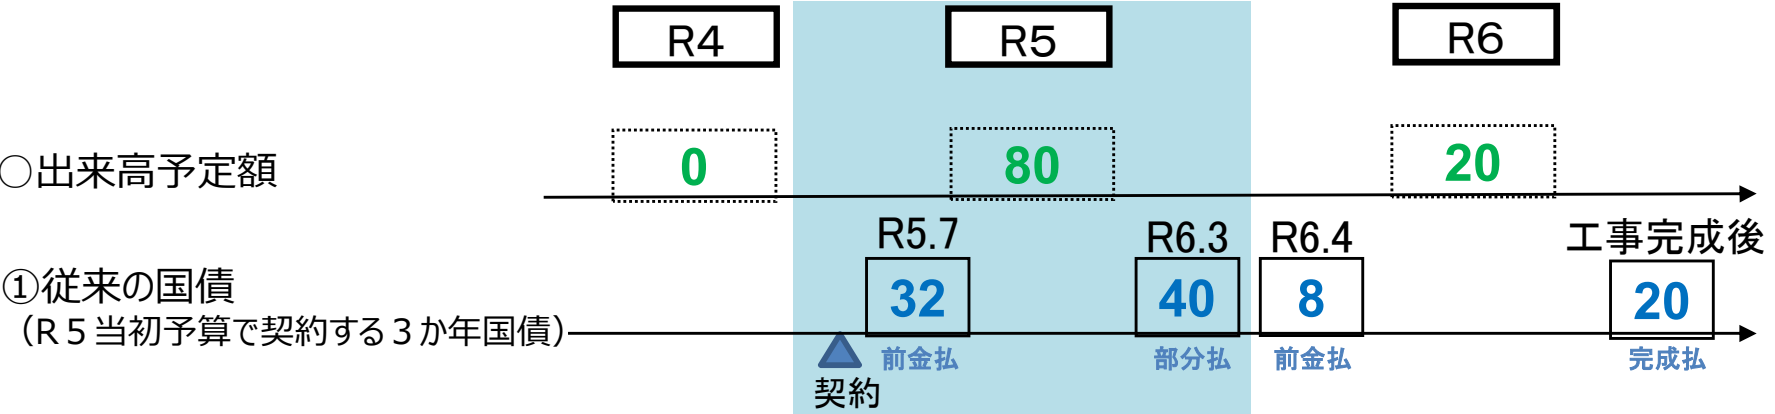 R4 R5 R6
○出来高予定額 0 80 20
R5.7 R6.3 R6.4 工事完成後
①従来の国債 32 40 8 20
（R５当初予算で契約する３か年国債）
前金払 部分払 前金払 完成払
契約